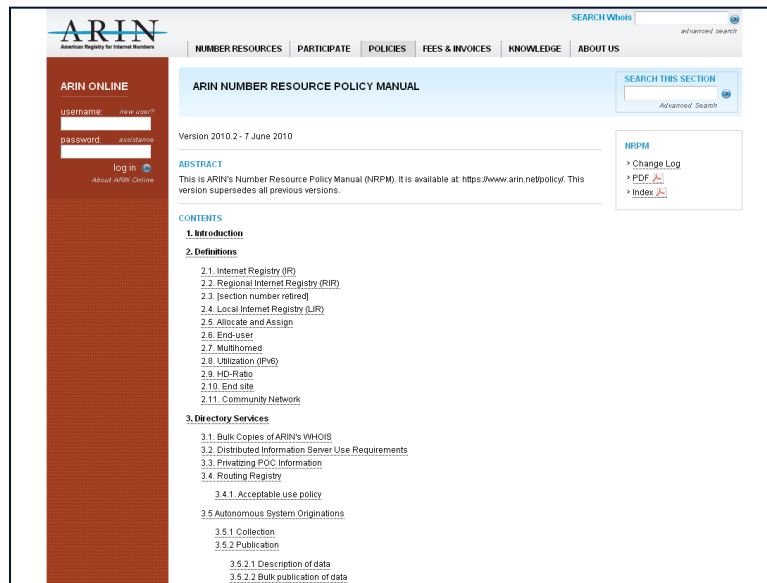 ARIN
American Registry for Internet Numbers
SEARCH Whois
advanced search
NUMBER RESOURCES
PARTICIPATE
POLICIES
FEES & INVOICES
KNOWLEDGE
ABOUT US
ARIN ONLINE
username: new user?
password: assistance
log in
About ARIN Online
ARIN NUMBER RESOURCE POLICY MANUAL
SEARCH THIS SECTION
Advanced Search
Version 2010.2 - 7 June 2010
ABSTRACT
This is ARIN's Number Resource Policy Manual (NRPM). It is available at: https://www.arin.net/policy/. This
version supersedes all previous versions.
NRPM
> Change Log
> PDF
> Index
CONTENTS
1. Introduction
2. Definitions
2.1. Internet Registry (IR)
2.2. Regional Internet Registry (RIR)
2.3. [section number retired]
2.4. Local Internet Registry (LIR)
2.5. Allocate and Assign
2.6. End-user
2.7. Multihomed
2.8. Utilization (IPv6)
2.9. HD-Ratio
2.10. End site
2.11. Community Network
3. Directory Services
3.1. Bulk Copies of ARIN's WHOIS
3.2. Distributed Information Server Use Requirements
3.3. Privatizing POC Information
3.4. Routing Registry
3.4.1. Acceptable use policy
3.5 Autonomous System Originations
3.5.1 Collection
3.5.2 Publication
3.5.2.1 Description of data
3.5.2.2 Bulk publication of data